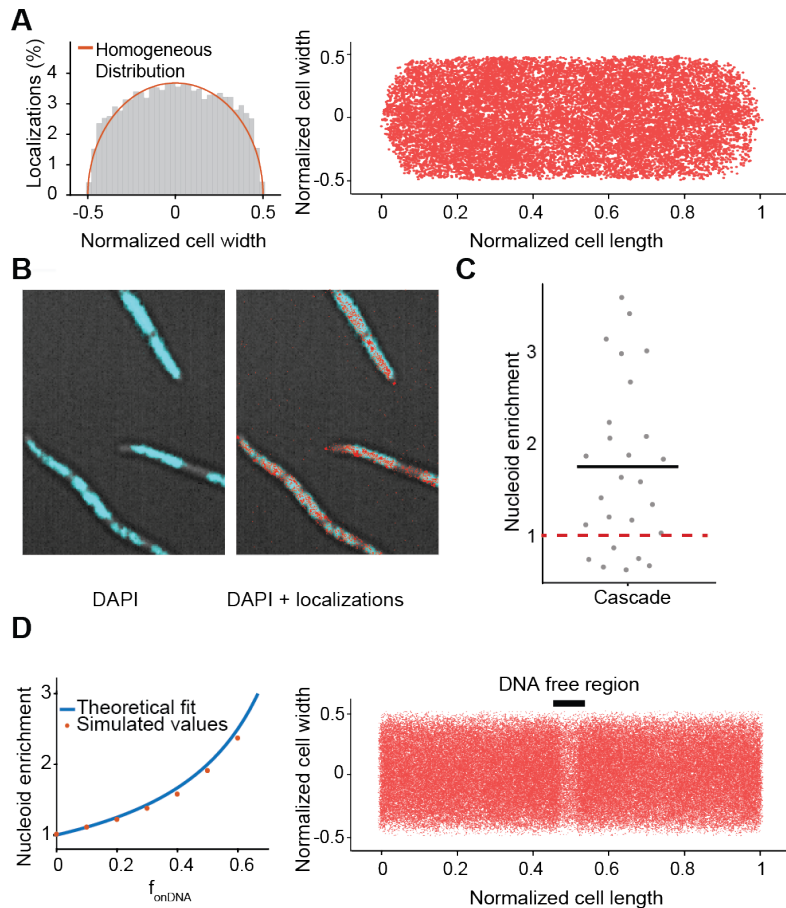 A
Homogeneous
Distribution
Localizations (%)
4
3
2
1
0
-0.5
0
0.5
Normalized cell width
Normalized cell width
0.5
0
-0.5
0
0.2
0.4
0.6
0.8
1
Normalized cell length
B
DAPI
DAPI + localizations
C
Nucleoid enrichment
3
2
1
Cascade
D
Nucleoid enrichment
3
2
1
Theoretical fit
Simulated values
0
0.2
0.4
0.6
fonDNA
DNA free region
Normalized cell width
0.5
0
-0.5
0
0.2
0.4
0.6
0.8
1
Normalized cell length